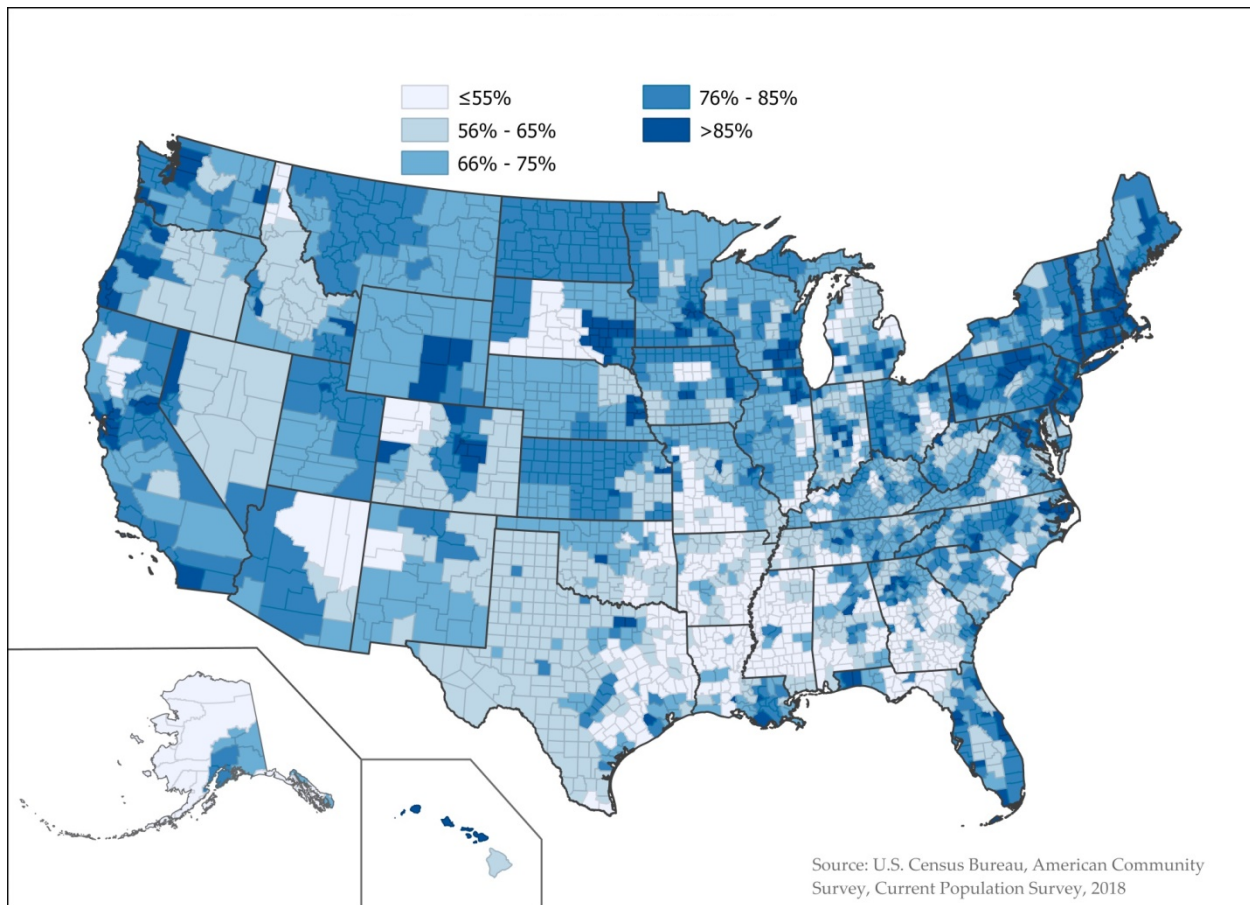 ≤55%
56% - 65%
66% - 75%
76% - 85%
>85%
Source: U.S. Census Bureau, American Community
Survey, Current Population Survey, 2018